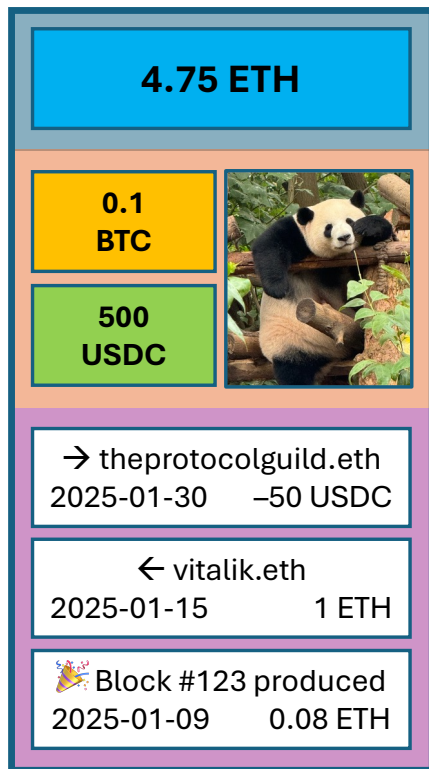 4.75 ETH
0.1
BTC
500
USDC
→ theprotocolguild.eth
2025-01-30 –50 USDC
← vitalik.eth
2025-01-15 1 ETH
🎉 Block #123 produced
2025-01-09 0.08 ETH